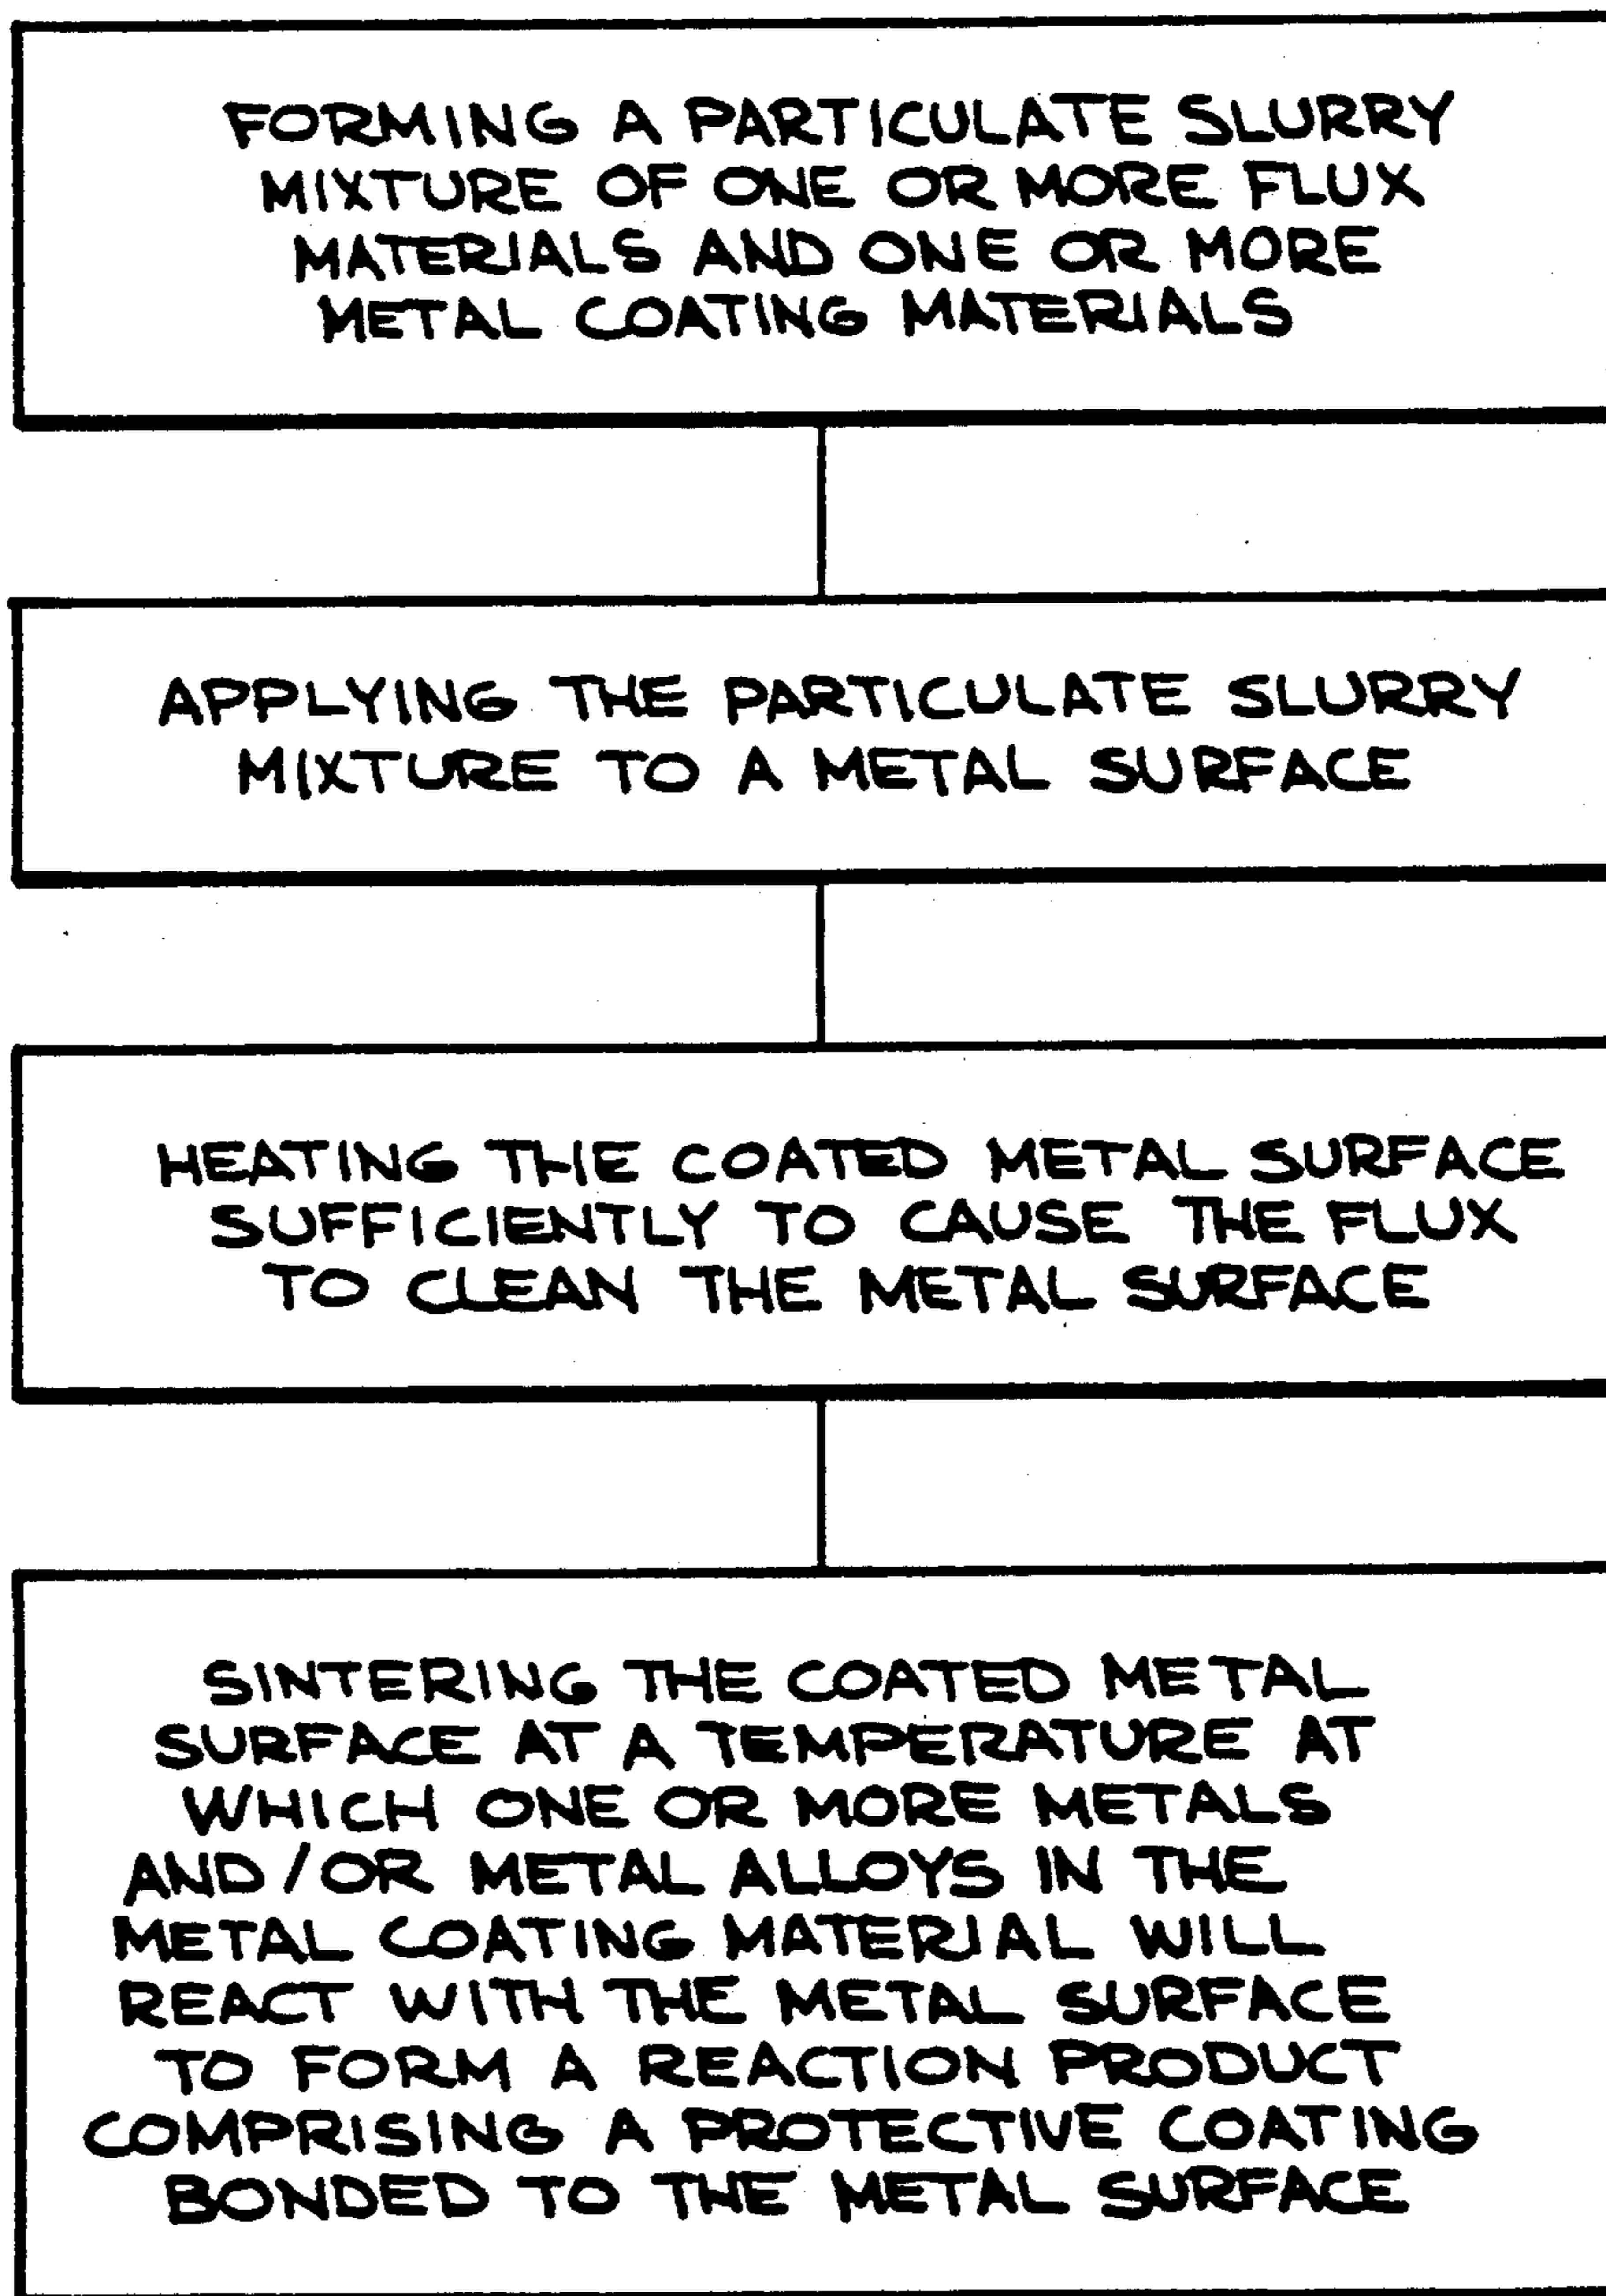 FORMING A PARTICULATE SLURRY
MIXTURE OF ONE OR MORE FLUX
MATERIALS AND ONE OR MORE
METAL COATING MATERIALS
APPLYING THE PARTICULATE SLURRY
MIXTURE TO A METAL SURFACE
HEATING THE COATED METAL SURFACE
SUFFICIENTLY TO CAUSE THE FLUX
TO CLEAN THE METAL SURFACE
SINTERING THE COATED METAL
SURFACE AT A TEMPERATURE AT
WHICH ONE OR MORE METALS
AND/OR METAL ALLOYS IN THE
METAL COATING MATERIAL WILL
REACT WITH THE METAL SURFACE
TO FORM A REACTION PRODUCT
COMPRISING A PROTECTIVE COATING
BONDED TO THE METAL SURFACE